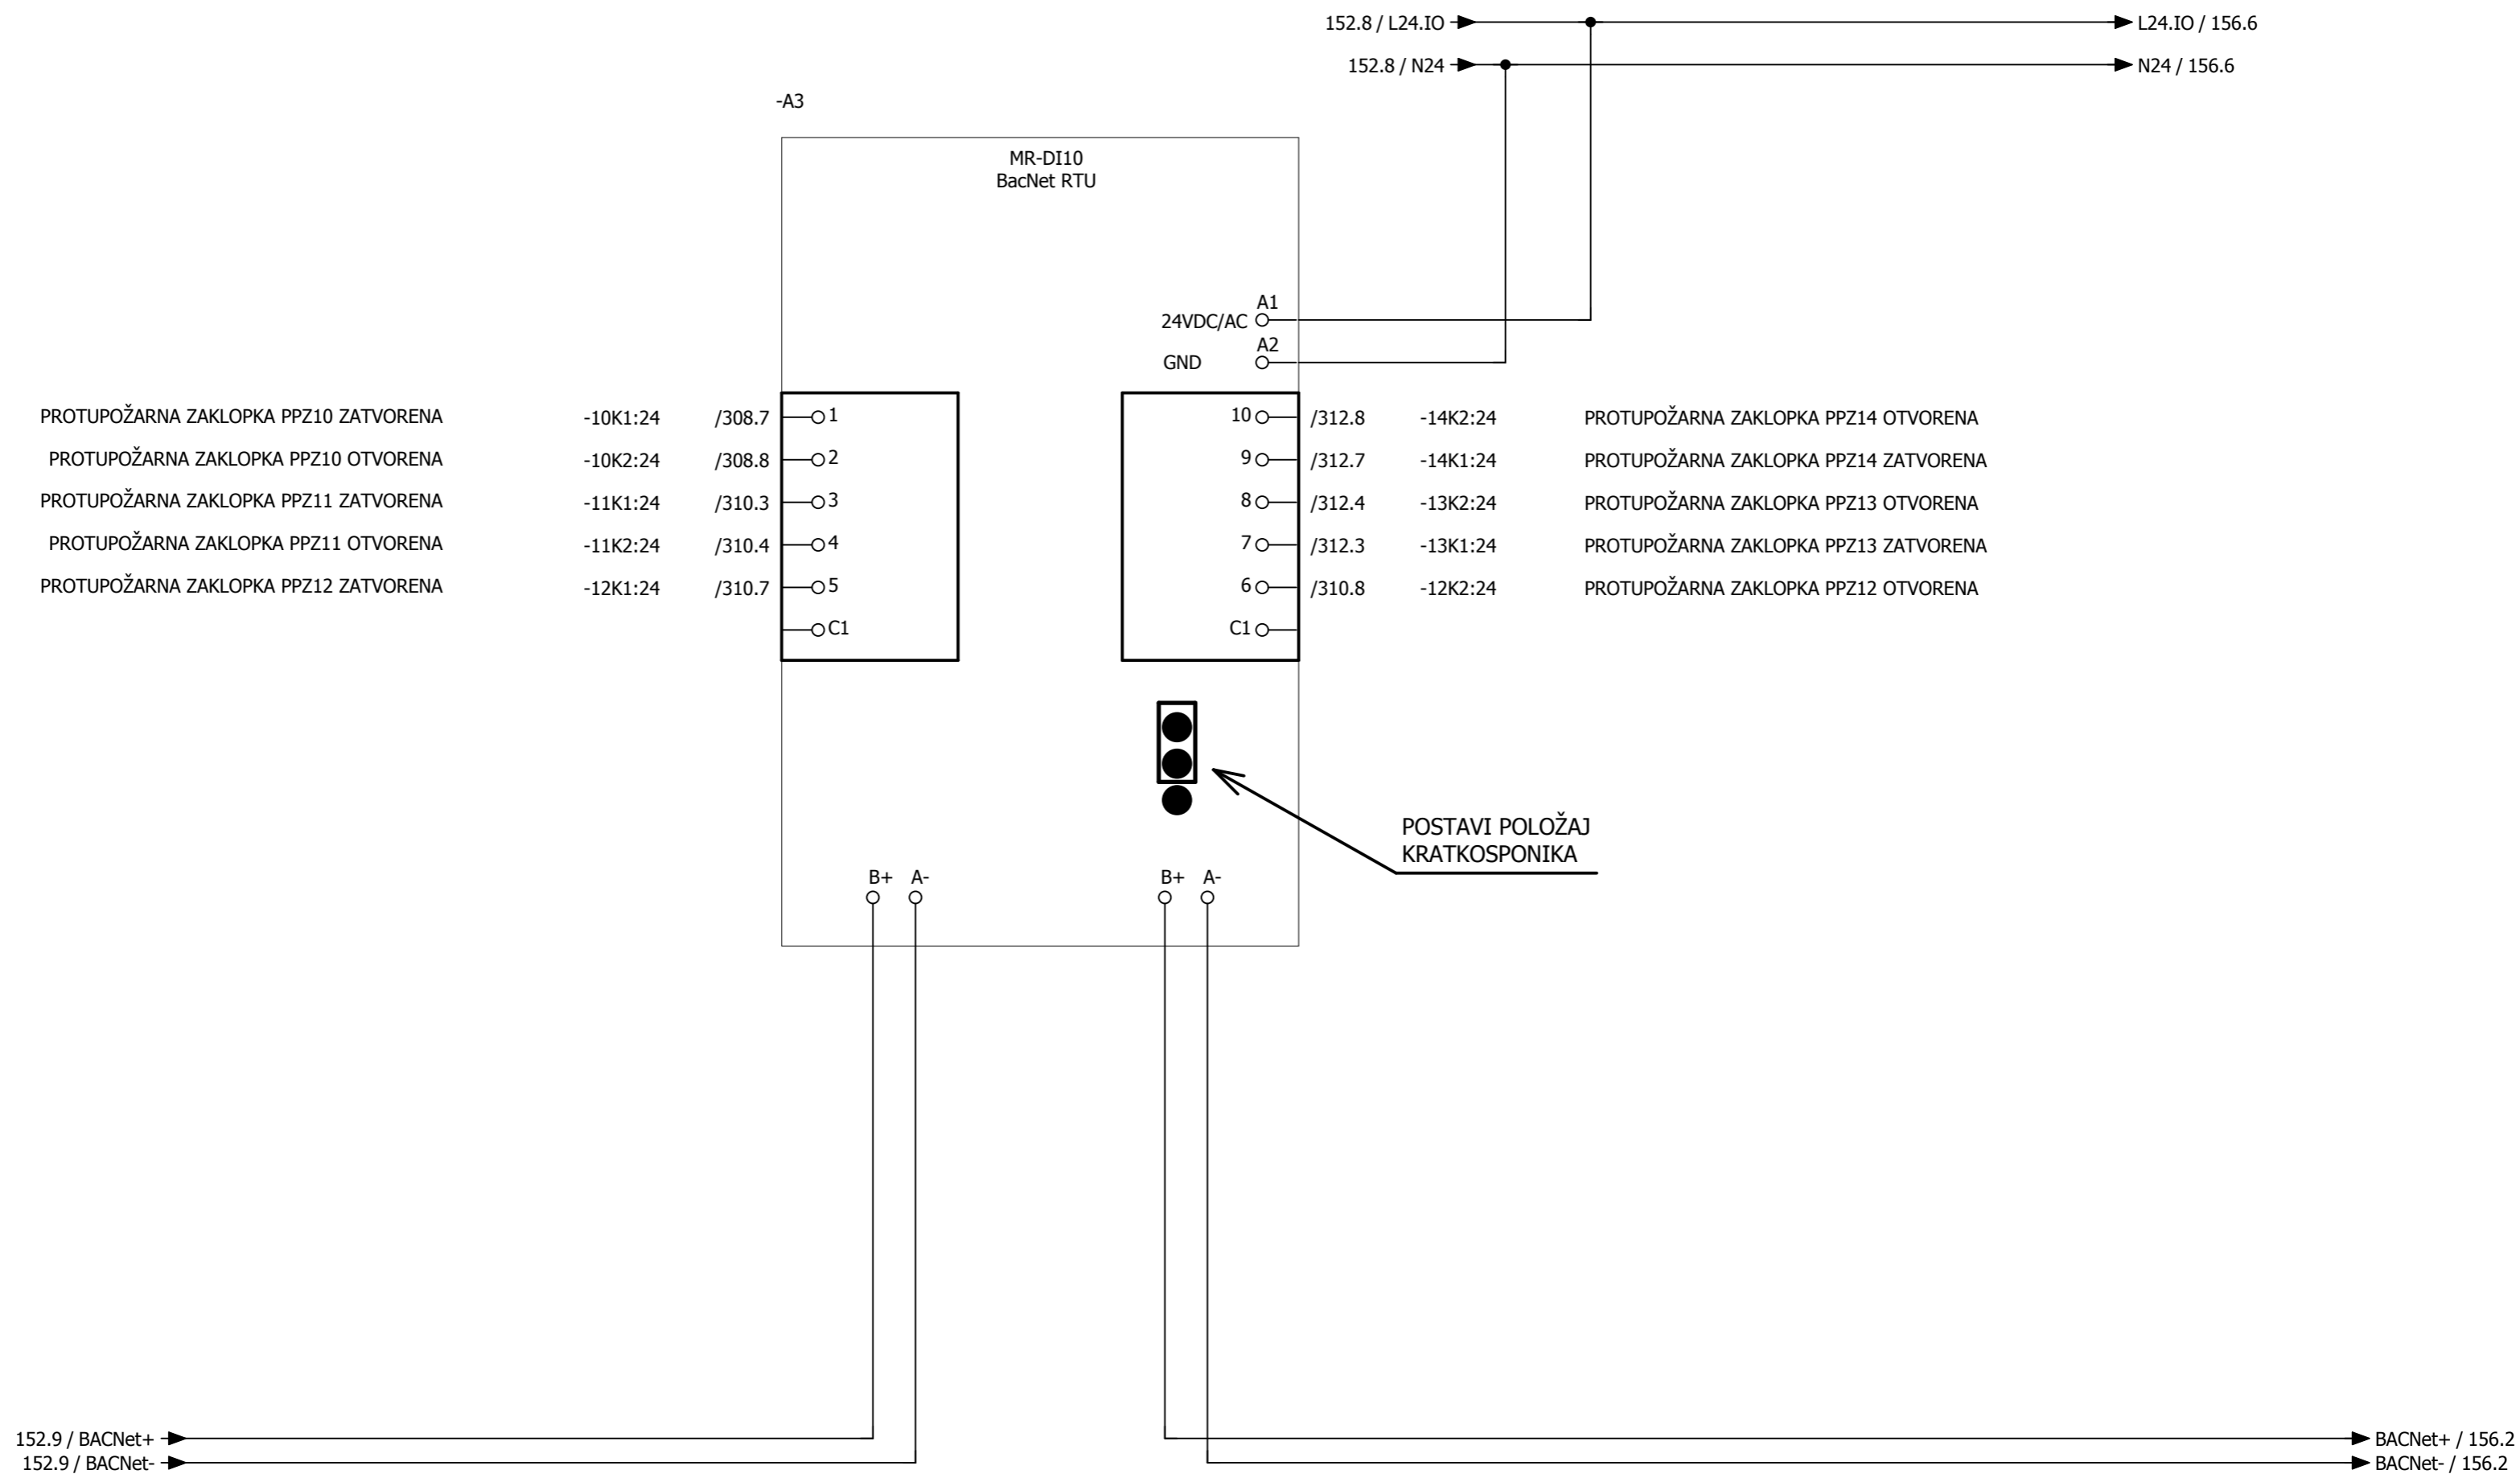 152.8 / L24.IO
L24.IO / 156.6
152.8 / N24
N24 / 156.6
-A3
MR-DI10
BacNet RTU
A1
24VDC/AC
A2
GND
PROTUPOŽARNA ZAKLOPKA PPZ10 ZATVORENA -10K1:24 /308.7 1
PROTUPOŽARNA ZAKLOPKA PPZ10 OTVORENA -10K2:24 /308.8 2
PROTUPOŽARNA ZAKLOPKA PPZ11 ZATVORENA -11K1:24 /310.3 3
PROTUPOŽARNA ZAKLOPKA PPZ11 OTVORENA -11K2:24 /310.4 4
PROTUPOŽARNA ZAKLOPKA PPZ12 ZATVORENA -12K1:24 /310.7 5
C1
10 /312.8 -14K2:24 PROTUPOŽARNA ZAKLOPKA PPZ14 OTVORENA
9 /312.7 -14K1:24 PROTUPOŽARNA ZAKLOPKA PPZ14 ZATVORENA
8 /312.4 -13K2:24 PROTUPOŽARNA ZAKLOPKA PPZ13 OTVORENA
7 /312.3 -13K1:24 PROTUPOŽARNA ZAKLOPKA PPZ13 ZATVORENA
6 /310.8 -12K2:24 PROTUPOŽARNA ZAKLOPKA PPZ12 OTVORENA
C1
POSTAVI POLOŽAJ
KRATKOSPONIKA
B+ A-
B+ A-
152.9 / BACNet+
152.9 / BACNet-
BACNet+ / 156.2
BACNet- / 156.2